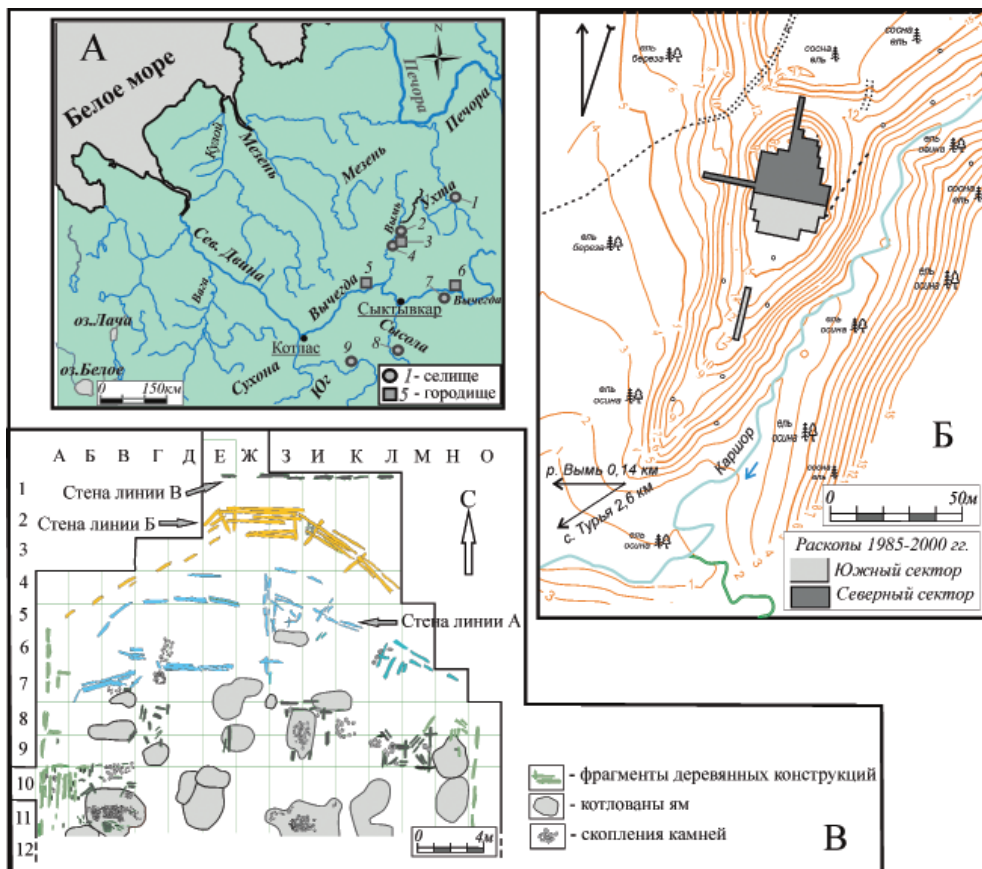 А
Белое море
N
Печора
Печора
Кулой
Мезень
Мезень
Ухта
Вымь
1
2
3
4
Сев. Двина
Вага
Вычегда
5
7
6
Вычегда
Сыктывкар
Сысола
8
оз.Лача
Котлас
9
оз.Белое
Сухона
Юг
0 150км
1 - селище
5 - городище
Б
ель
береза
сосна
ель
сосна
ель
ель
осина
сосна
ель
ель
береза
ель
осина
ель
осина
ель
осина
ель
осина
сосна
ель
Каршор
р. Вымь 0,14 км
с. Турья 2,6 км
ель
осина
0 50м
Раскопы 1985-2000 гг.
Южный сектор
Северный сектор
А Б В Г Д Е Ж З И К Л М Н О
1
Стена линии В
2
Стена линии Б
С
3
4
5
Стена линии А
6
7
8
9
10
11
12
0 4м
- фрагменты деревянных конструкций
- котлованы ям
- скопления камней
В